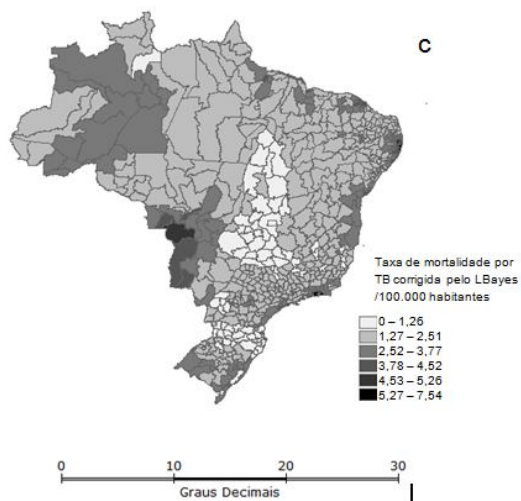 C
Taxa de mortalidade por
TB corrigida pelo LBayes
/100.000 habitantes
0 – 1,26
1,27 – 2,51
2,52 – 3,77
3,78 – 4,52
4,53 – 5,26
5,27 – 7,54
0 10 20 30
Graus Decimais